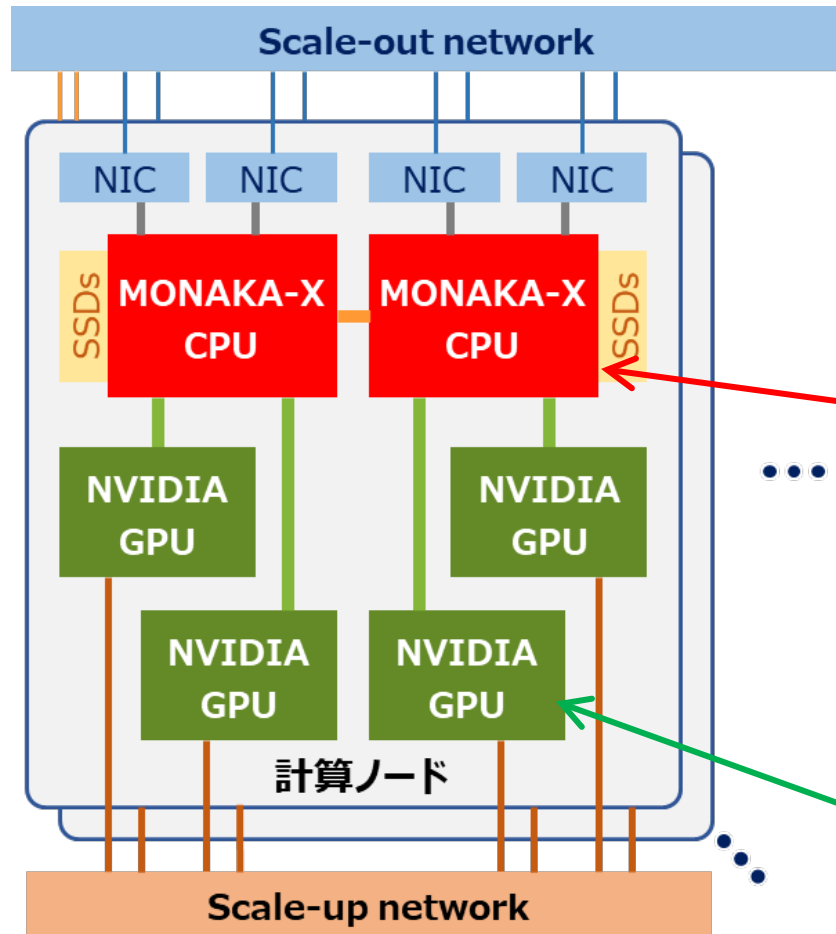 Scale-out network
NIC
NIC
NIC
NIC
SSDs
MONAKA-X
CPU
MONAKA-X
CPU
SSDs
NVIDIA
GPU
NVIDIA
GPU
NVIDIA
GPU
NVIDIA
GPU
計算ノード
Scale-up network